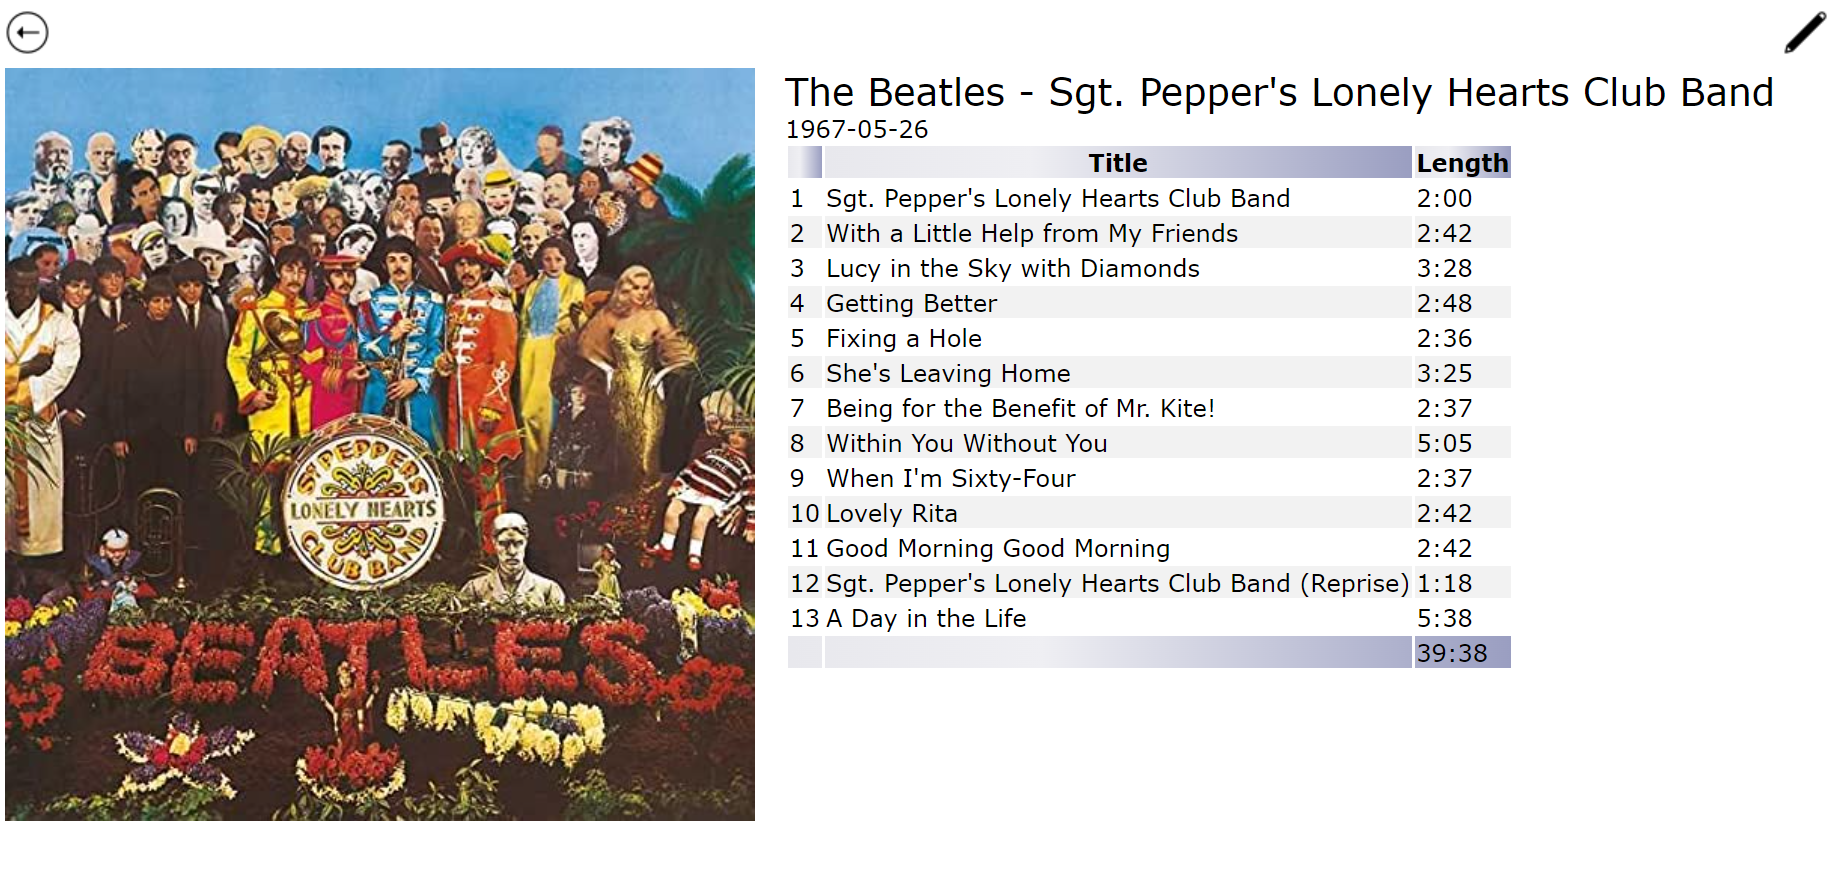 The Beatles - Sgt. Pepper's Lonely Hearts Club Band
1967-05-26
Title Length
1 Sgt. Pepper's Lonely Hearts Club Band 2:00
2 With a Little Help from My Friends 2:42
3 Lucy in the Sky with Diamonds 3:28
4 Getting Better 2:48
5 Fixing a Hole 2:36
6 She's Leaving Home 3:25
7 Being for the Benefit of Mr. Kite! 2:37
8 Within You Without You 5:05
9 When I'm Sixty-Four 2:37
10 Lovely Rita 2:42
11 Good Morning Good Morning 2:42
12 Sgt. Pepper's Lonely Hearts Club Band (Reprise) 1:18
13 A Day in the Life 5:38
39:38
SGT PEPPERS
LONELY HEARTS
CLUB BAND
BEATLES